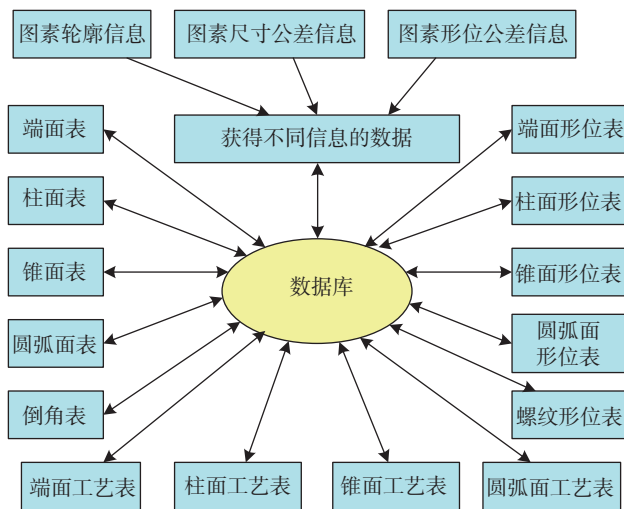 图素轮廓信息
图素尺寸公差信息
图素形位公差信息
获得不同信息的数据
端面表
端面形位表
柱面表
柱面形位表
锥面表
数据库
锥面形位表
圆弧面表
圆弧面
形位表
倒角表
螺纹形位表
端面工艺表
柱面工艺表
锥面工艺表
圆弧面工艺表